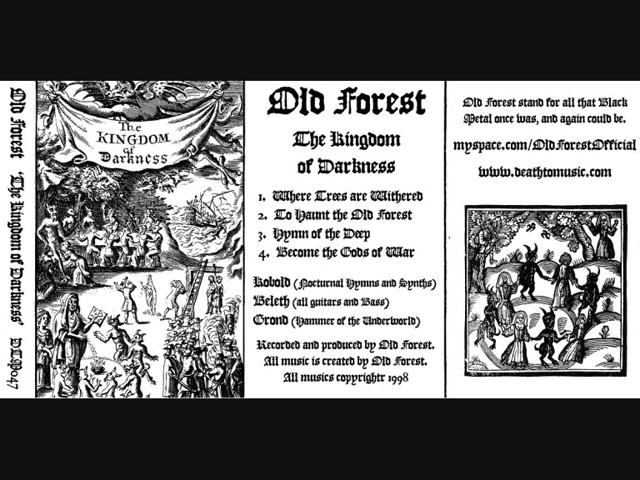 Old Forest 'The Kingdom of Darkness' DTM047
The
KINGDOM
of
Darkness
Old Forest
The Kingdom
of Darkness
1. Where Trees are Withered
2. To Haunt the Old Forest
3. Hymn of the Deep
4. Become the Gods of War
Kobold (Nocturnal Hymns and Synths)
Beleth (all guitars and Bass)
Grond (Hammer of the Underworld)
Recorded and produced by Old Forest.
All music is created by Old Forest.
All musics copyrightr 1998
Old Forest stand for all that Black
Metal once was, and again could be.
myspace.com/OldForestOfficial
www.deathtomusic.com